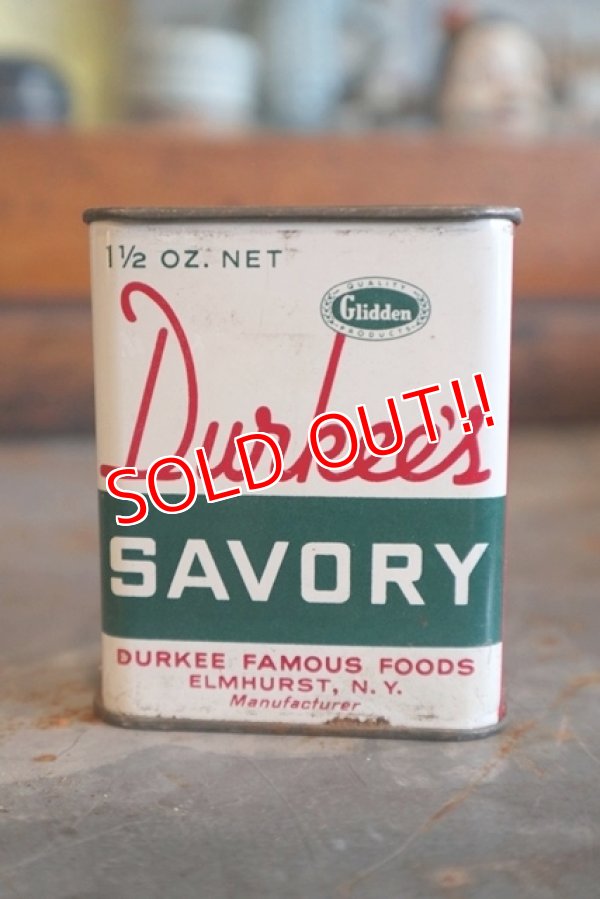 1½ OZ. NET
QUALITY
Glidden
PRODUCTS
Durkee's
SOLD OUT!!
SAVORY
DURKEE FAMOUS FOODS
ELMHURST, N. Y.
Manufacturer